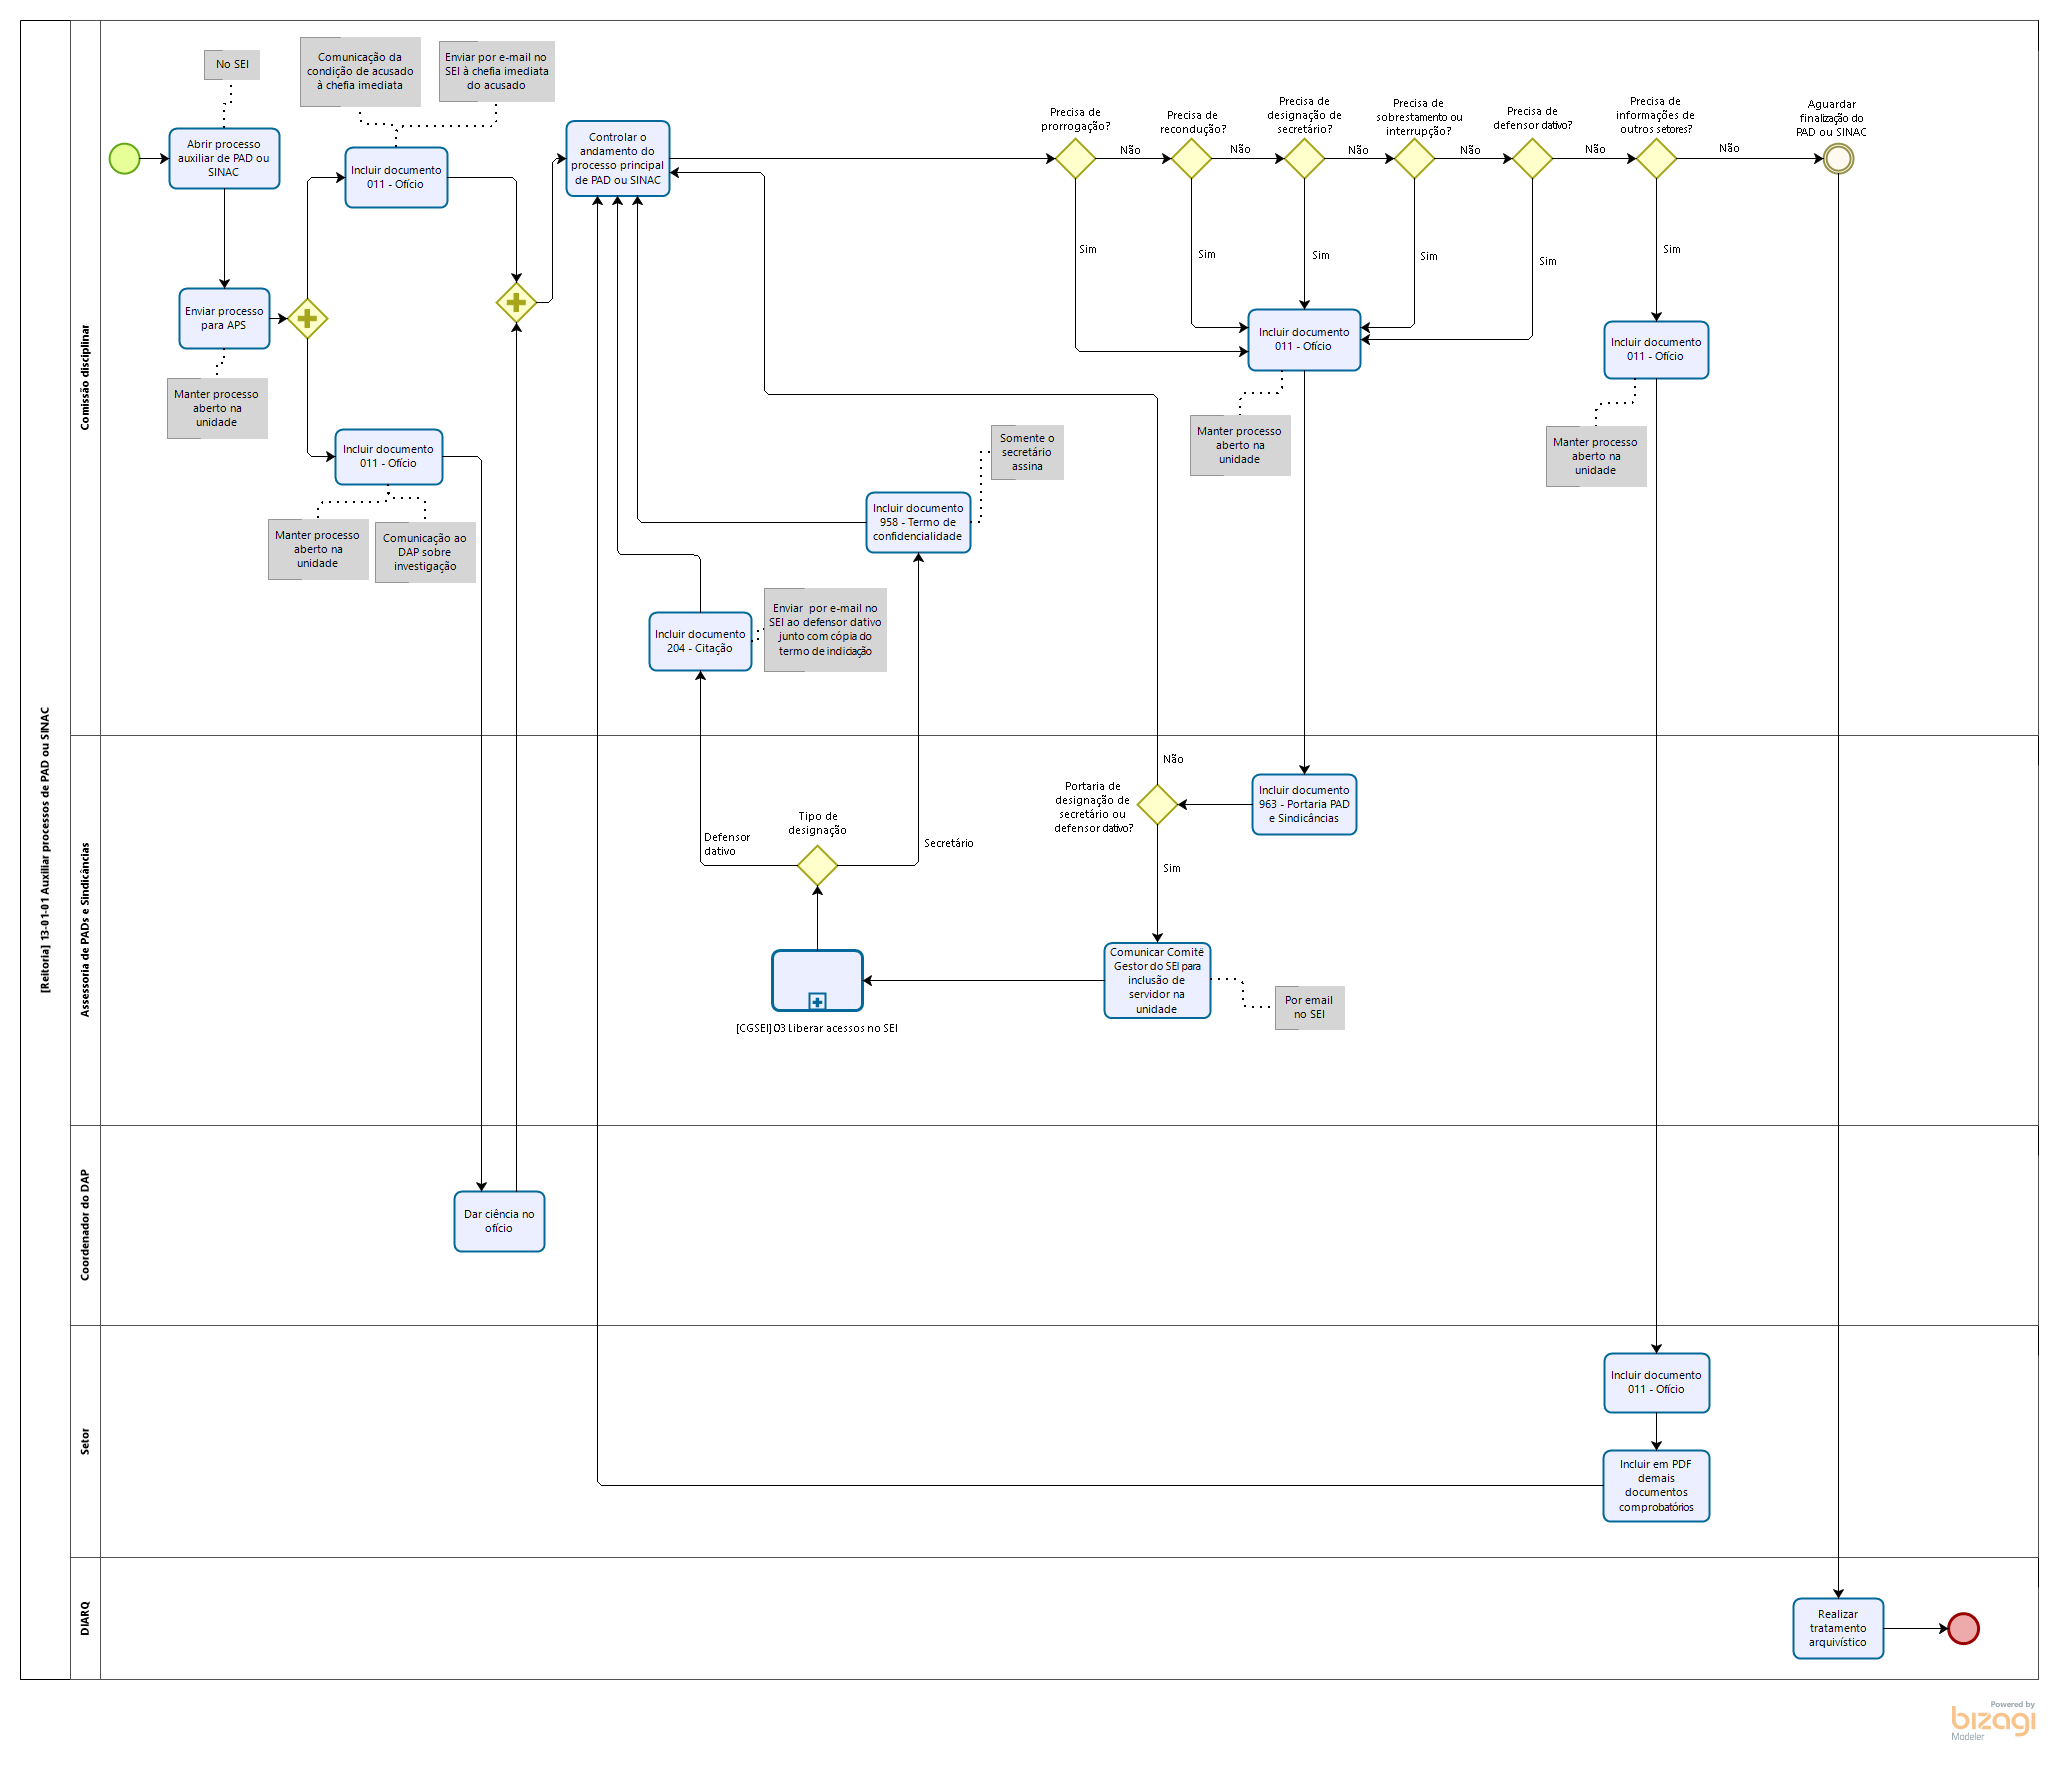 [Reitoria] 13-01-01 Auxiliar processos de PAD ou SINAC
Comissão disciplinar
No SEI
Comunicação da
condição de acusado
à chefia imediata
Enviar por e-mail no
SEI à chefia imediata
do acusado
Abrir processo
auxiliar de PAD ou
SINAC
Incluir documento
011 - Ofício
Controlar o
andamento do
processo principal
de PAD ou SINAC
Precisa de
prorrogação?
Não
Precisa de
recondução?
Não
Precisa de
designação de
secretário?
Não
Precisa de
sobrestamento ou
interrupção?
Não
Precisa de
defensor dativo?
Não
Precisa de
informações de
outros setores?
Não
Aguardar
finalização do
PAD ou SINAC
Sim
Sim
Sim
Sim
Sim
Sim
Enviar processo
para APS
Manter processo
aberto na
unidade
Incluir documento
011 - Ofício
Incluir documento
011 - Ofício
Manter processo
aberto na
unidade
Manter processo
aberto na
unidade
Incluir documento
011 - Ofício
Manter processo
aberto na
unidade
Comunicação ao
DAP sobre
investigação
Somente o
secretário
assina
Incluir documento
958 - Termo de
confidencialidade
Incluir documento
204 - Citação
Enviar  por e-mail no
SEI ao defensor dativo
junto com cópia do
termo de indiciação
Assessoria de PADs e Sindicâncias
Não
Portaria de
designação de
secretário ou
defensor dativo?
Incluir documento
963 - Portaria PAD
e Sindicâncias
Tipo de
designação
Defensor
dativo
Secretário
Sim
Comunicar Comitê
Gestor do SEI para
inclusão de
servidor na
unidade
Por email
no SEI
[CGSEI]03 Liberar acessos no SEI
Coordenador do DAP
Dar ciência no
ofício
Setor
Incluir documento
011 - Ofício
Incluir em PDF
demais
documentos
comprobatórios
DIARQ
Realizar
tratamento
arquivístico
Powered by
bizagi
Modeler